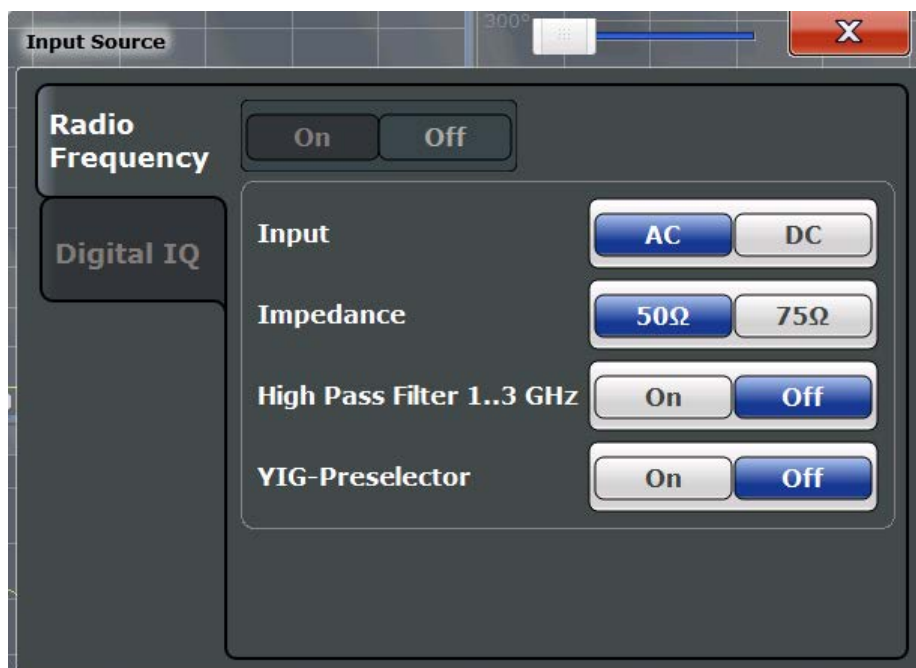 300°
Input Source
X
Radio
Frequency
On Off
Digital IQ
Input AC DC
Impedance 50Ω 75Ω
High Pass Filter 1..3 GHz On Off
YIG-Preselector On Off